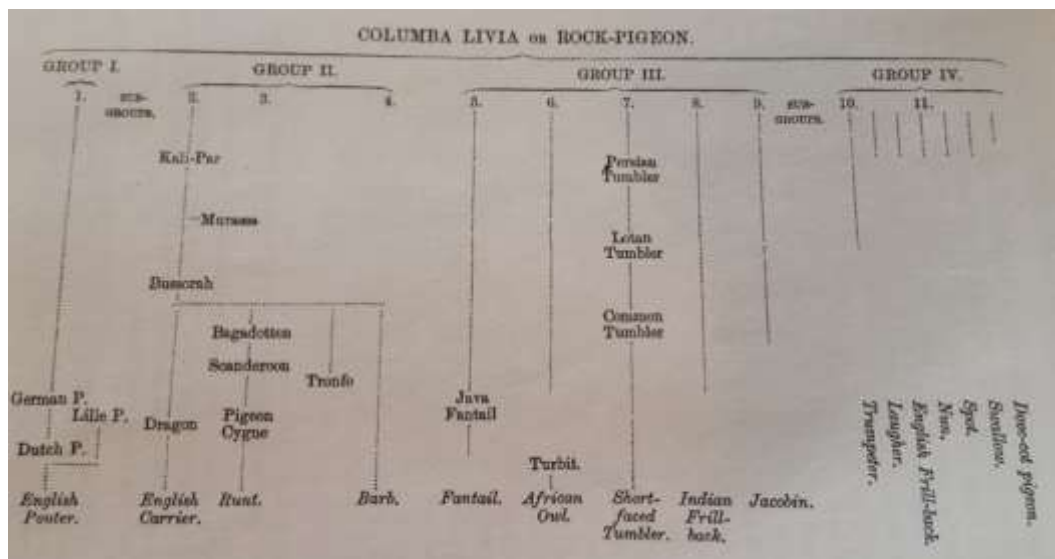 COLUMBA LIVIA OR ROCK-PIGEON.
GROUP I. GROUP II. GROUP III. GROUP IV.
1. SUB-GROUPS. 2. 3. 4. 5. 6. 7. 8. 9. SUB-GROUPS. 10. 11.
Kali-Par
Persian
Tumbler
Murassa
Lotan
Tumbler
Bussorah
Common
Tumbler
Bagadotten
Scanderoon
Tronfo
German P.
Lille P.
Dutch P.
Dragon
Pigeon
Cygne
Java
Fantail
Turbit.
English
Pouter.
English
Carrier.
Runt.
Barb.
Fantail.
African
Owl.
Short-
faced
Tumbler.
Indian
Frill-
back.
Jacobin.
Trumpeter.
Laugher.
English Frill-back.
Nun.
Spot.
Swallow.
Dove-cot pigeon.